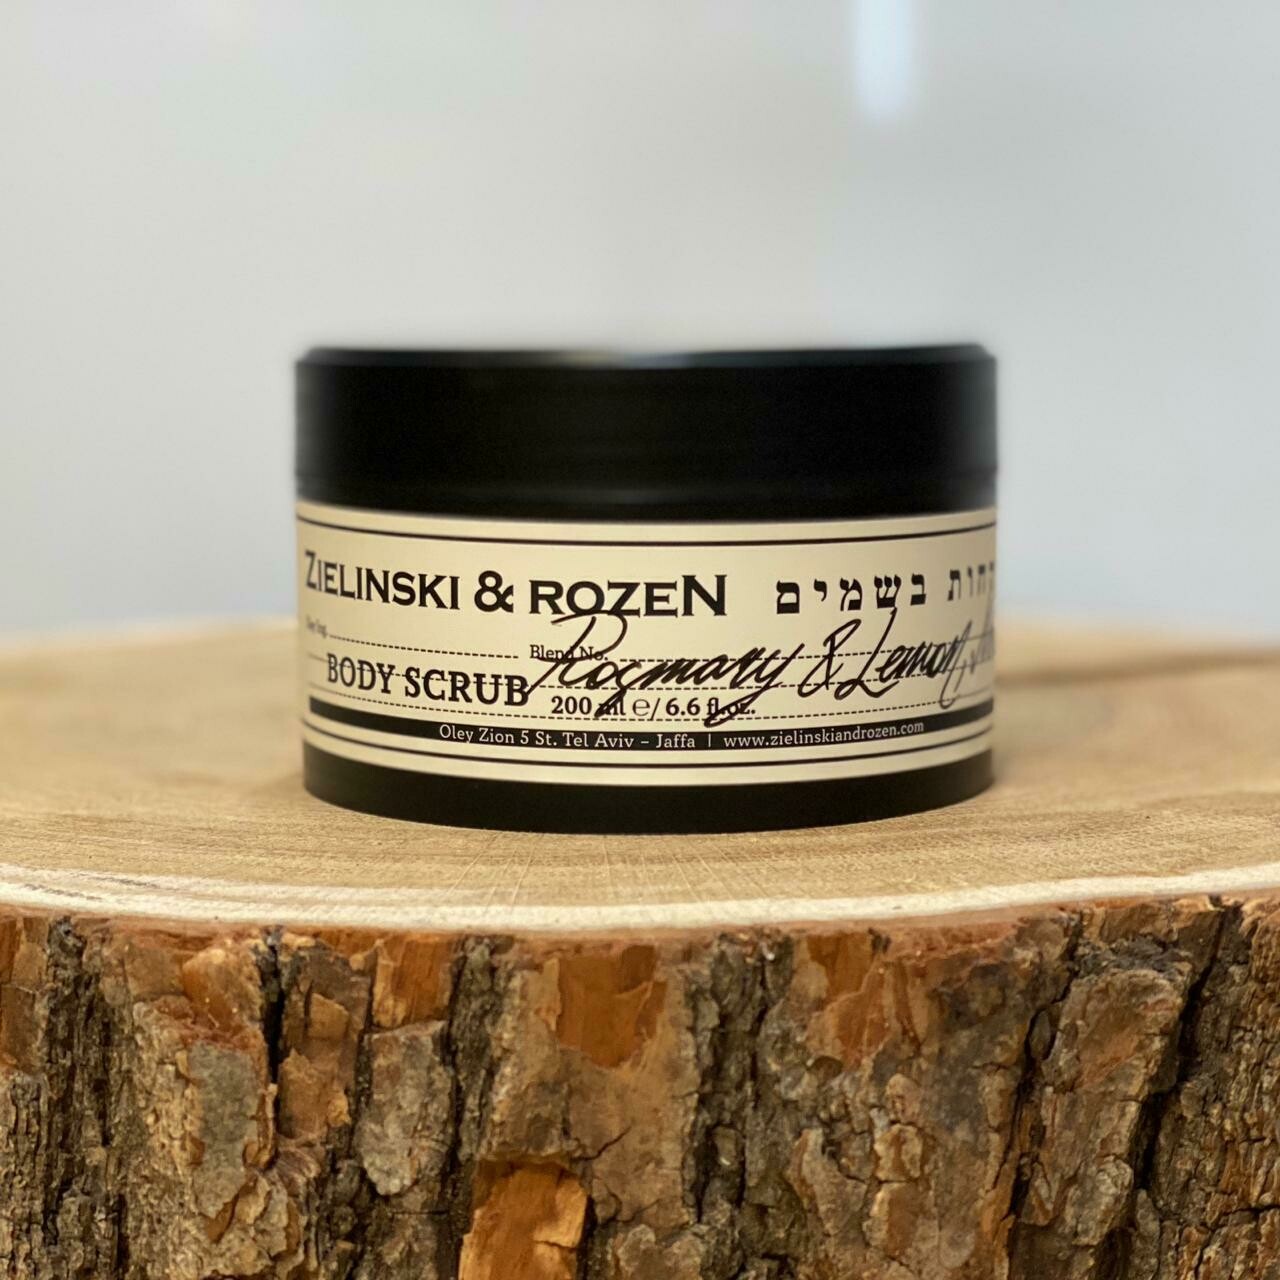 ZIELINSKI & ROZEN בשמים
Blend No.
Rosmary & Lemon,
BODY SCRUB
200 ml ℮/ 6.6 fl.oz.
Oley Zion 5 St. Tel Aviv – Jaffa | www.zielinskiandrozen.com